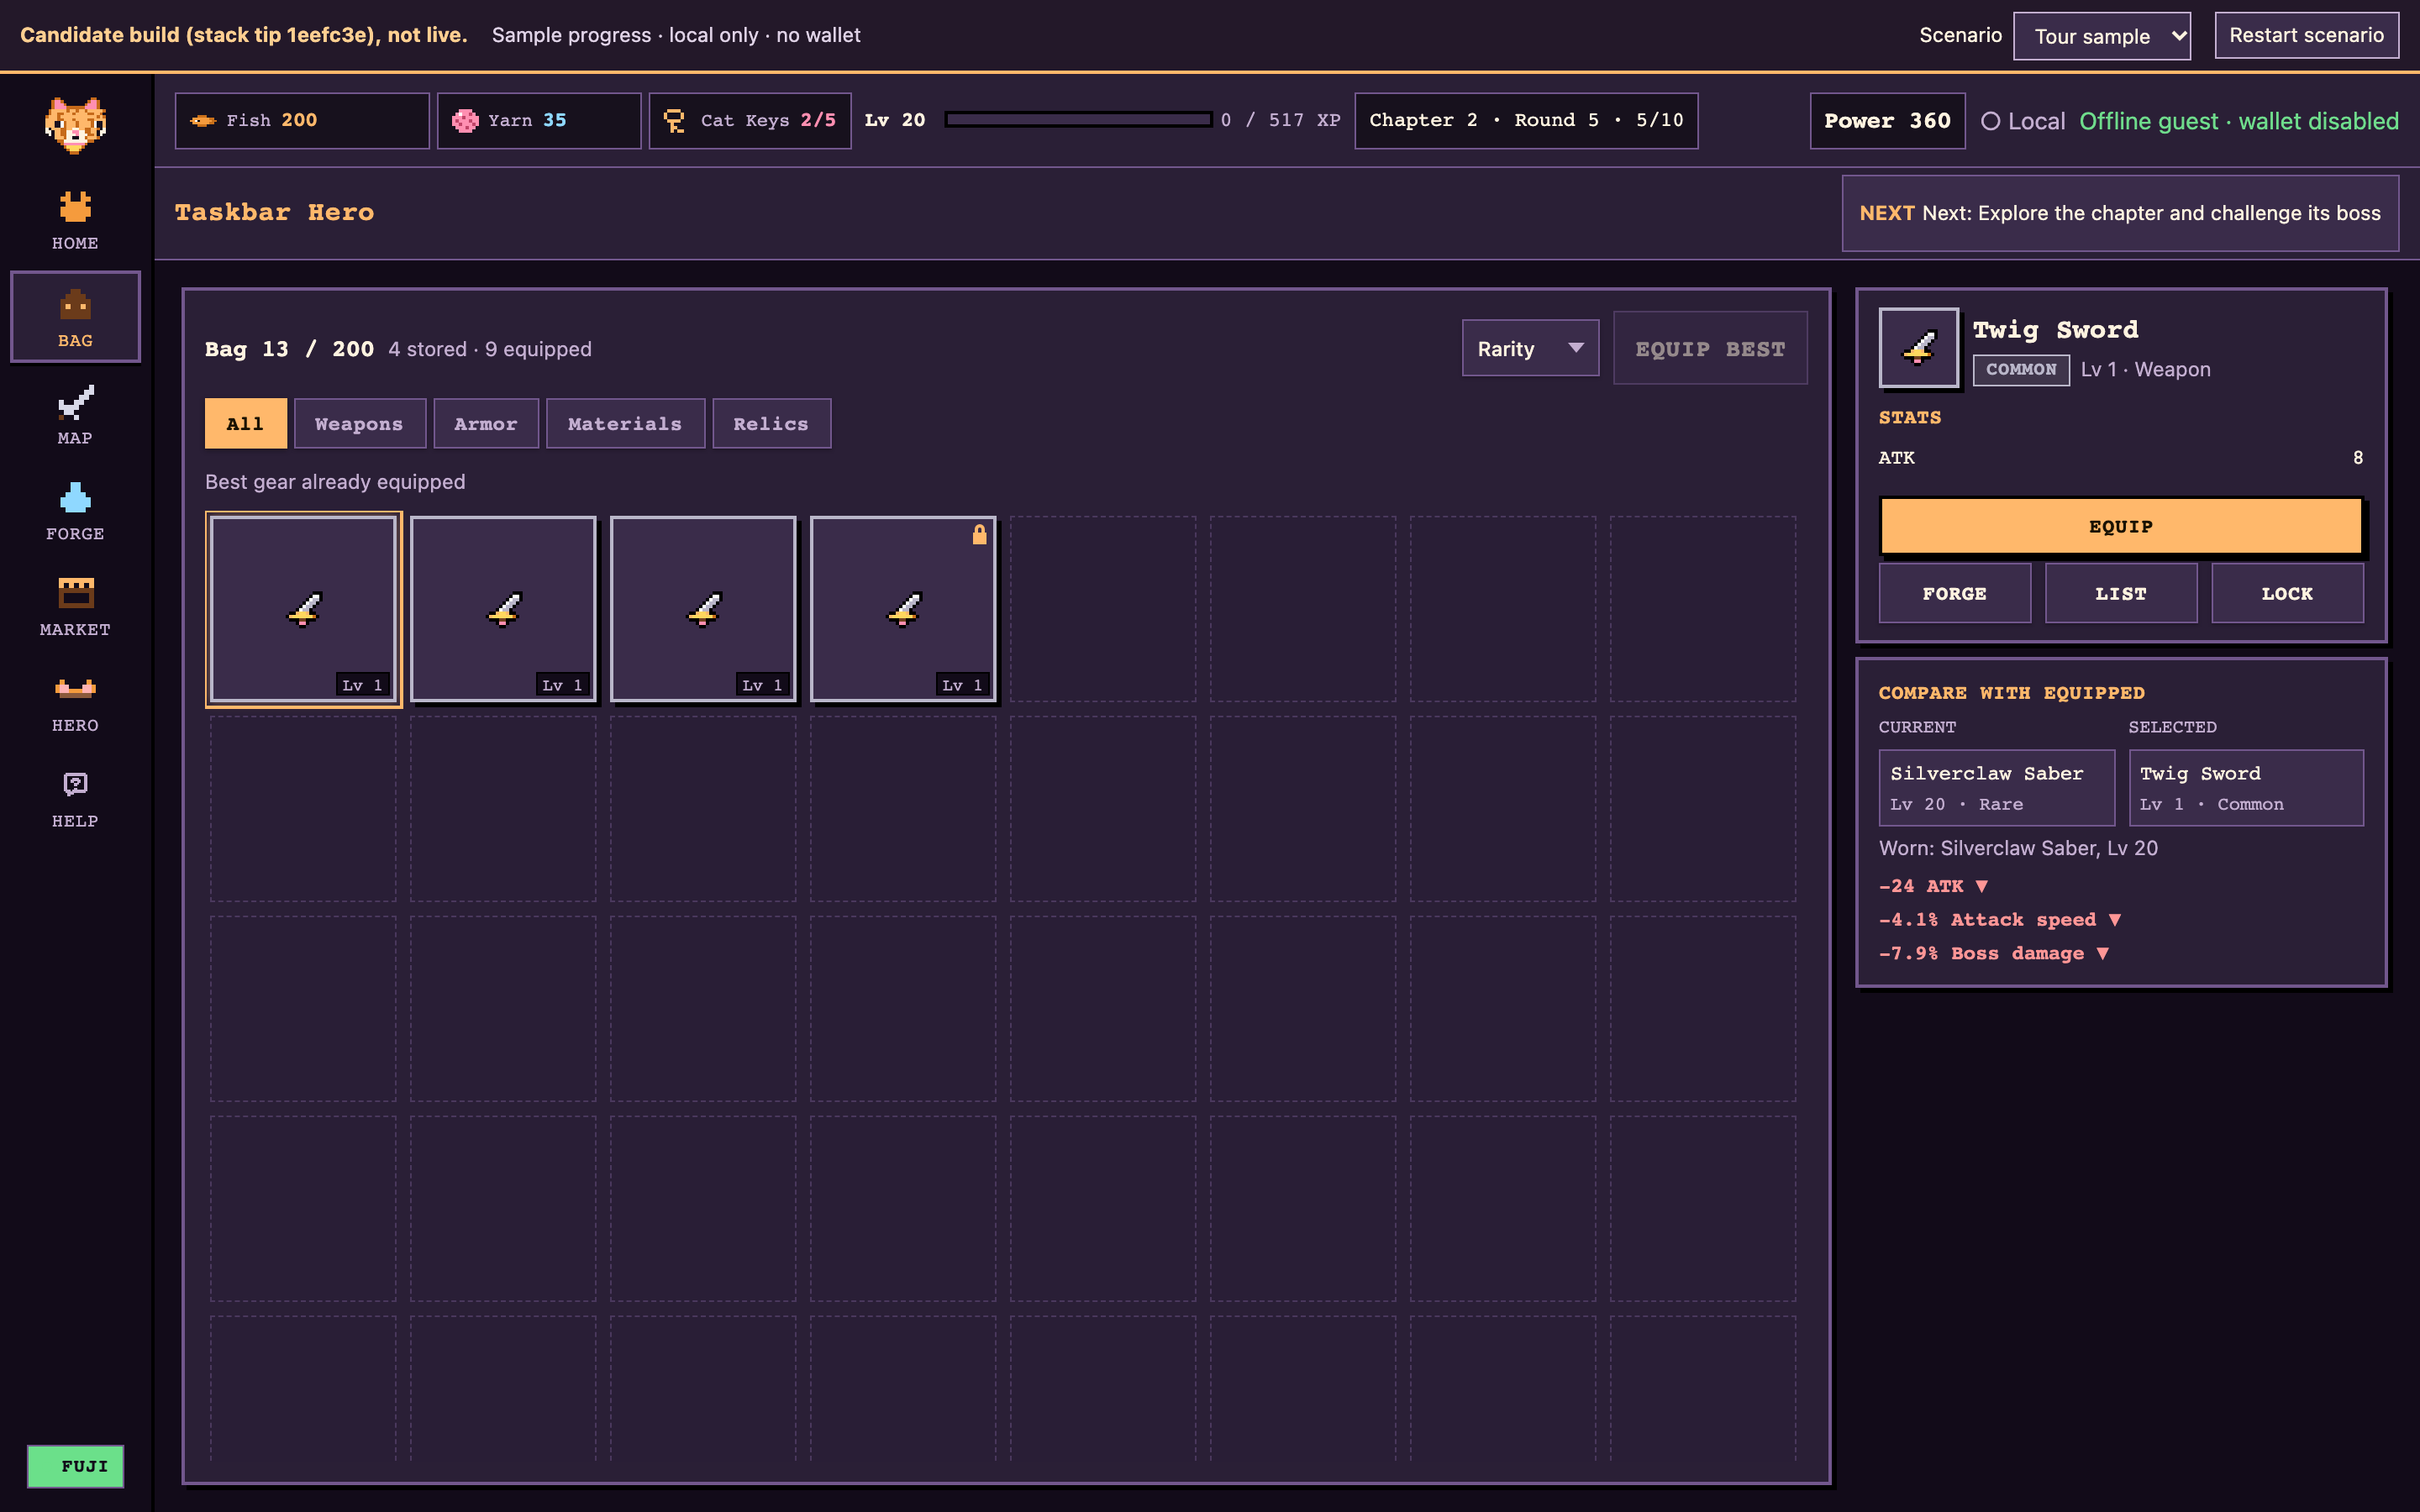 Candidate build (stack tip 1eefc3e), not live. Sample progress · local only · no wallet Scenario Tour sample Restart scenario
Fish 200 Yarn 35 Cat Keys 2/5 Lv 20 0 / 517 XP Chapter 2 · Round 5 · 5/10 Power 360 Local Offline guest · wallet disabled
Taskbar Hero NEXT Next: Explore the chapter and challenge its boss
HOME
BAG
MAP
FORGE
MARKET
HERO
HELP
FUJI
Bag 13 / 200 4 stored · 9 equipped Rarity EQUIP BEST
All Weapons Armor Materials Relics
Best gear already equipped
Lv 1 Lv 1 Lv 1 Lv 1
Twig Sword
COMMON Lv 1 · Weapon
STATS
ATK 8
EQUIP
FORGE LIST LOCK
COMPARE WITH EQUIPPED
CURRENT SELECTED
Silverclaw Saber Twig Sword
Lv 20 · Rare Lv 1 · Common
Worn: Silverclaw Saber, Lv 20
-24 ATK ▼
-4.1% Attack speed ▼
-7.9% Boss damage ▼